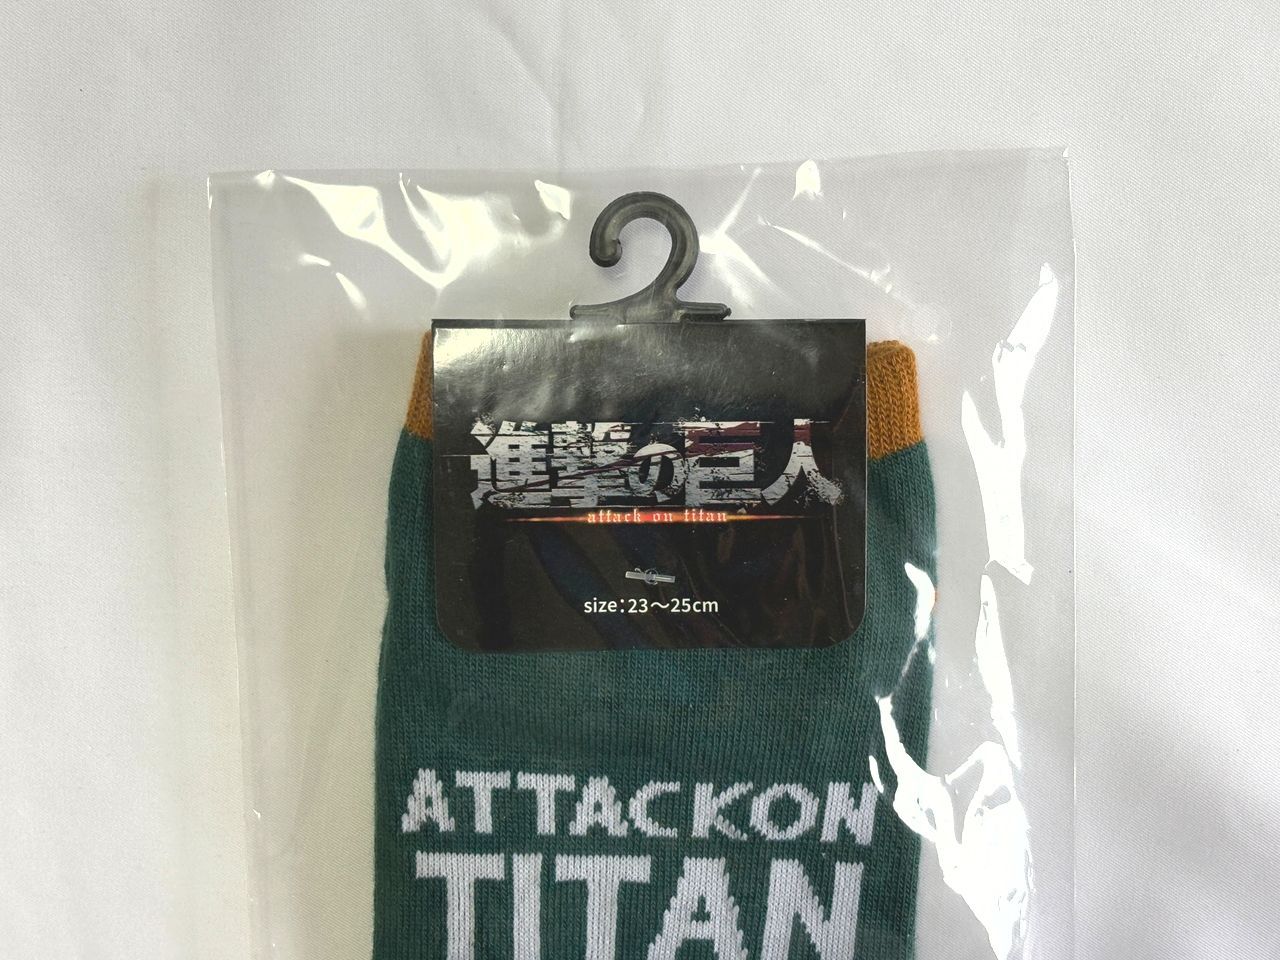 進撃の巨人
attack on titan
size:23～25cm
ATTACKON
TITAN